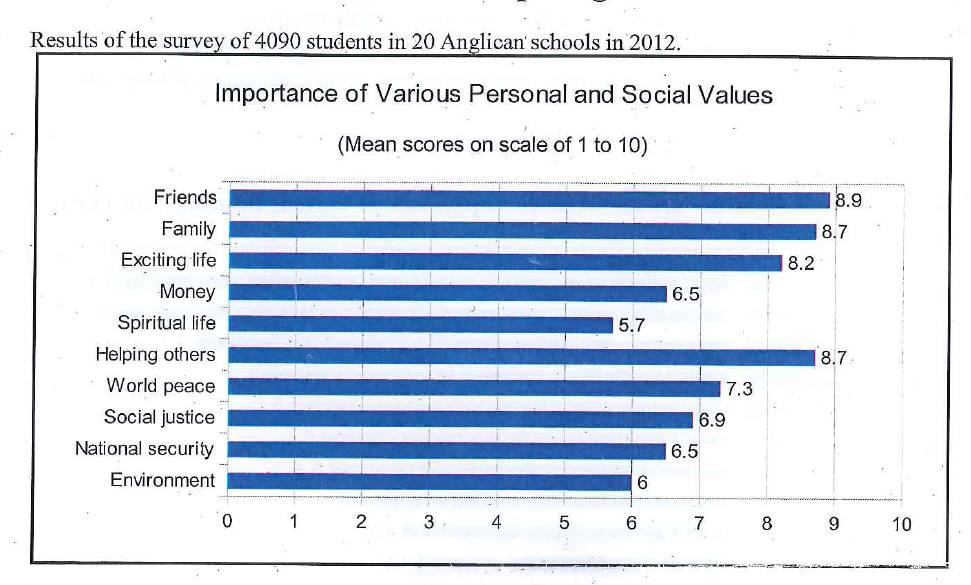 Results of the survey of 4090 students in 20 Anglican schools in 2012.
Importance of Various Personal and Social Values
(Mean scores on scale of 1 to 10)
Friends 8.9
Family 8.7
Exciting life 8.2
Money 6.5
Spiritual life 5.7
Helping others 8.7
World peace 7.3
Social justice 6.9
National security 6.5
Environment 6
0 1 2 3 4 5 6 7 8 9 10